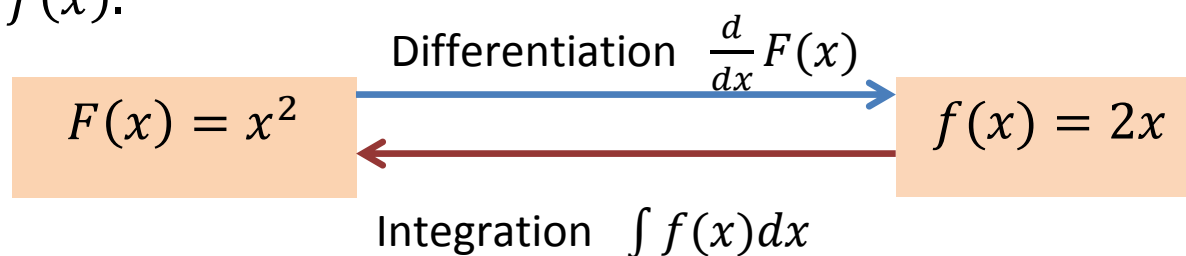 f(x).
Differentiation d/dx F(x)
F(x) = x²
f(x) = 2x
Integration ∫ f(x)dx